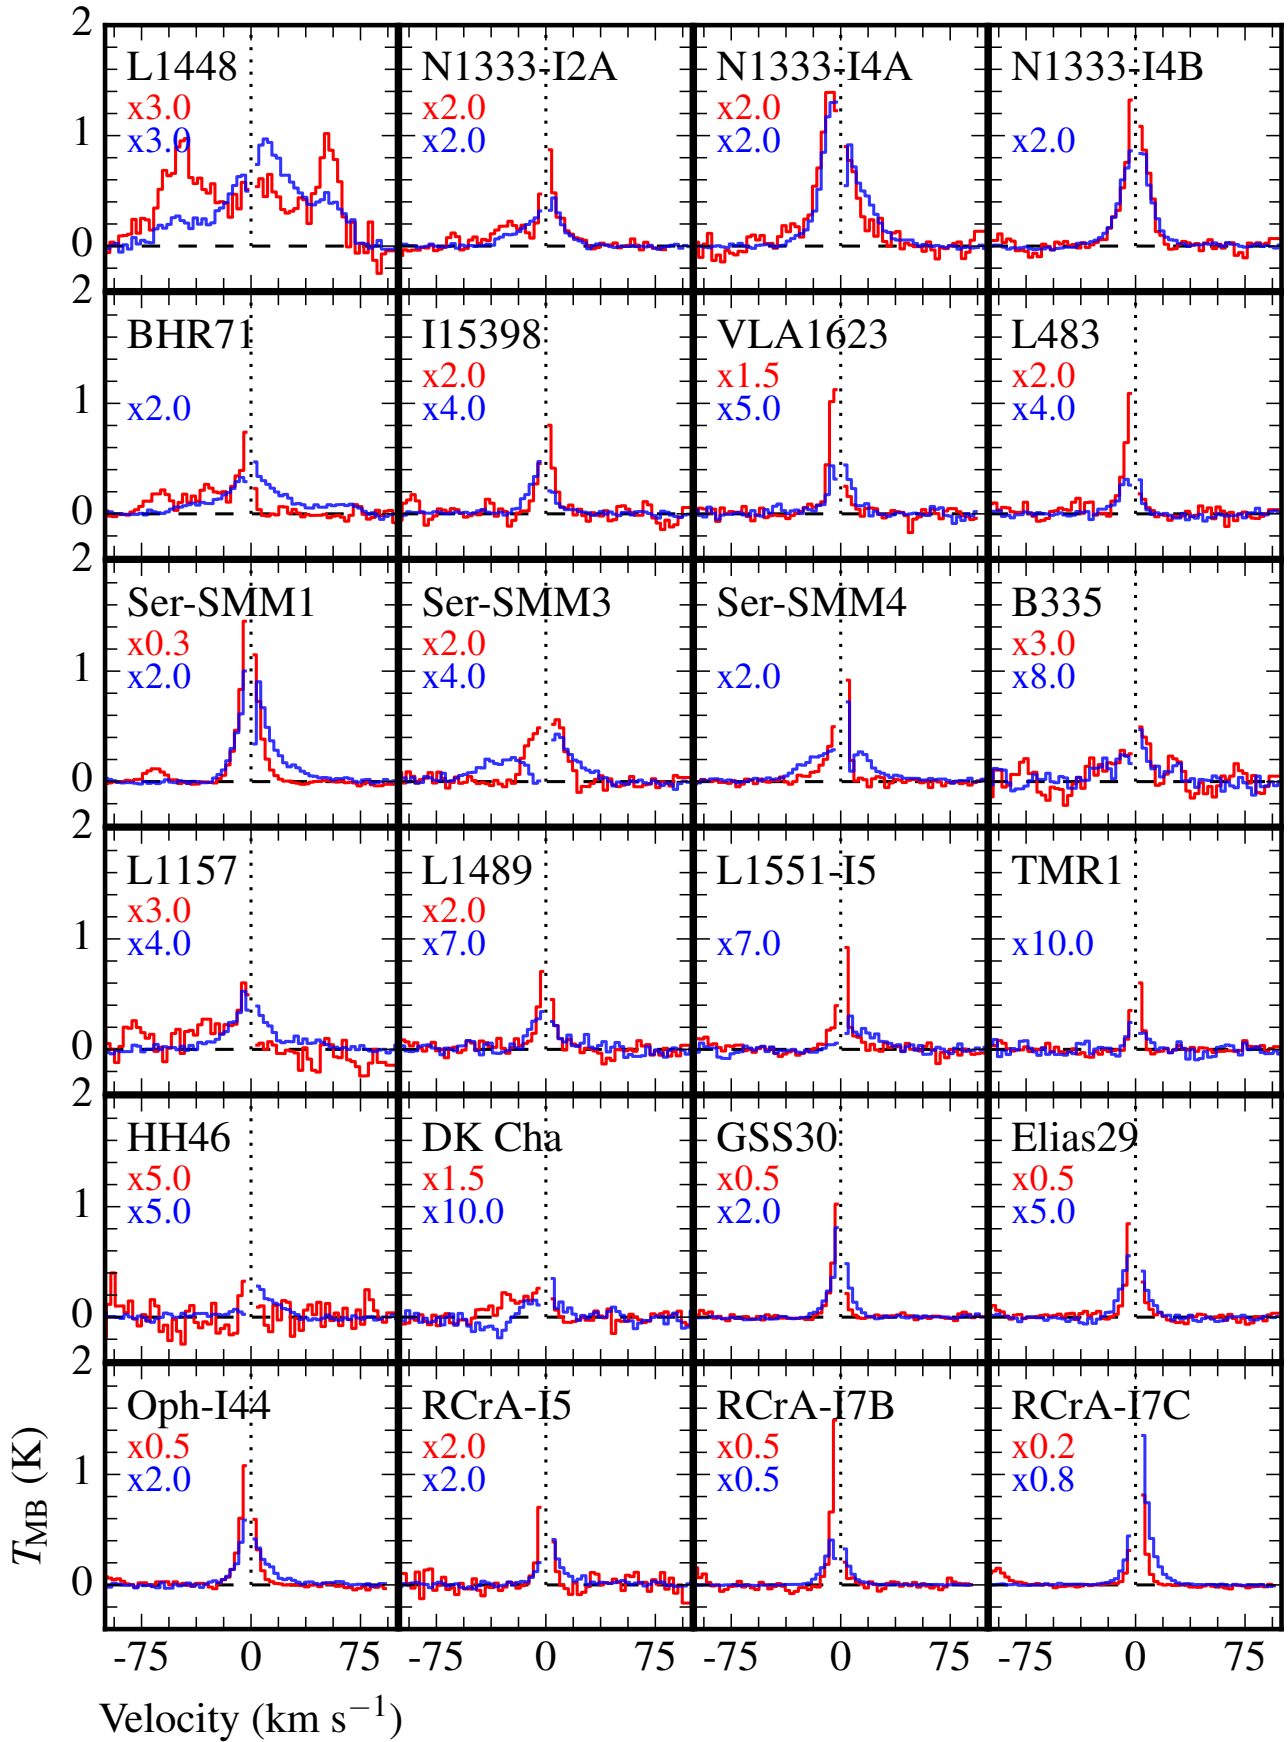 2
L1448
x3.0
x3.0
N1333-I2A
x2.0
x2.0
N1333-I4A
x2.0
x2.0
N1333-I4B
x2.0
1
0
2
BHR71
x2.0
I15398
x2.0
x4.0
VLA1623
x1.5
x5.0
L483
x2.0
x4.0
1
0
2
Ser-SMM1
x0.3
x2.0
Ser-SMM3
x2.0
x4.0
Ser-SMM4
x2.0
B335
x3.0
x8.0
1
0
2
L1157
x3.0
x4.0
L1489
x2.0
x7.0
L1551-I5
x7.0
TMR1
x10.0
1
0
2
HH46
x5.0
x5.0
DK Cha
x1.5
x10.0
GSS30
x0.5
x2.0
Elias29
x0.5
x5.0
1
0
2
Oph-I44
x0.5
x2.0
RCrA-I5
x2.0
x2.0
RCrA-I7B
x0.5
x0.5
RCrA-I7C
x0.2
x0.8
1
0
T_MB (K)
-75 0 75 -75 0 75 -75 0 75 -75 0 75
Velocity (km s⁻¹)